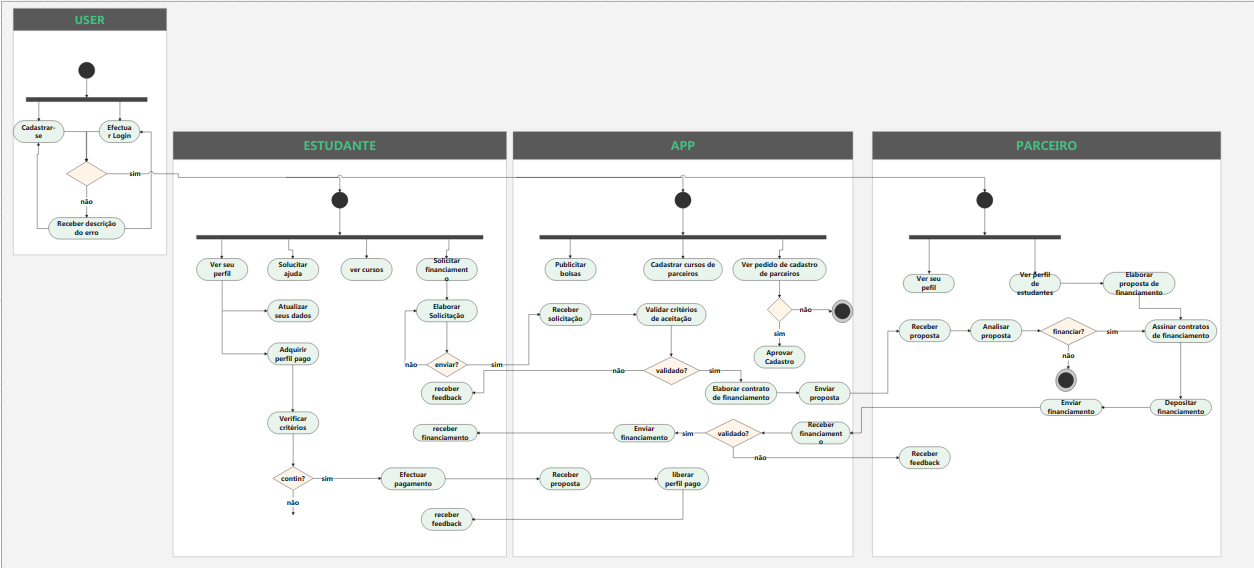 USER
Cadastrar-
se
Efectua
r Login
sim
não
Receber descrição
do erro
ESTUDANTE
Ver seu
perfil
Solucitar
ajuda
ver cursos
Solicitar
financiament
o
Atualizar
seus dados
Elaborar
Solicitação
Adquirir
perfil pago
não
enviar?
sim
receber
feedback
Verificar
critérios
receber
financiamento
contin?
sim
Efectuar
pagamento
não
receber
feedback
APP
Publicitar
bolsas
Cadastrar cursos de
parceiros
Ver pedido de cadastro
de parceiros
Receber
solicitação
Validar critérios
de aceitação
não
sim
Aprovar
Cadastro
não
validado?
sim
Elaborar contrato
de financiamento
Enviar
proposta
Enviar
financiamento
sim
validado?
Receber
financiament
o
não
Receber
proposta
liberar
perfil pago
PARCEIRO
Ver seu
pefil
Ver perfil
de
estudantes
Elaborar
proposta de
financiamento
Receber
proposta
Analisar
proposta
financiar?
sim
Assinar contratos
de financiamento
não
Enviar
financiamento
Depositar
financiamento
Receber
feedback